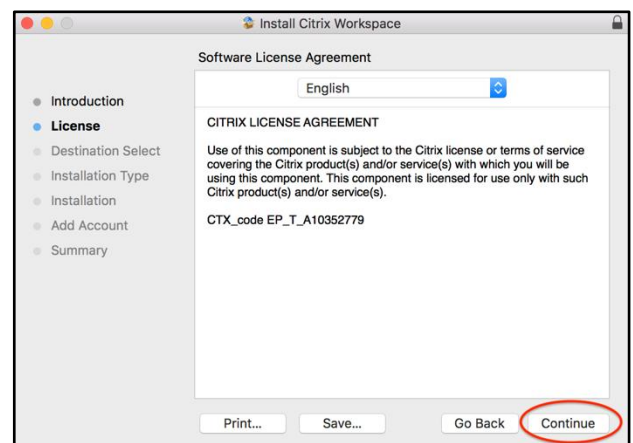 Install Citrix Workspace
Software License Agreement
English
Introduction
License
Destination Select
Installation Type
Installation
Add Account
Summary
CITRIX LICENSE AGREEMENT
Use of this component is subject to the Citrix license or terms of service
covering the Citrix product(s) and/or service(s) with which you will be
using this component. This component is licensed for use only with such
Citrix product(s) and/or service(s).
CTX_code EP_T_A10352779
Print...
Save...
Go Back
Continue